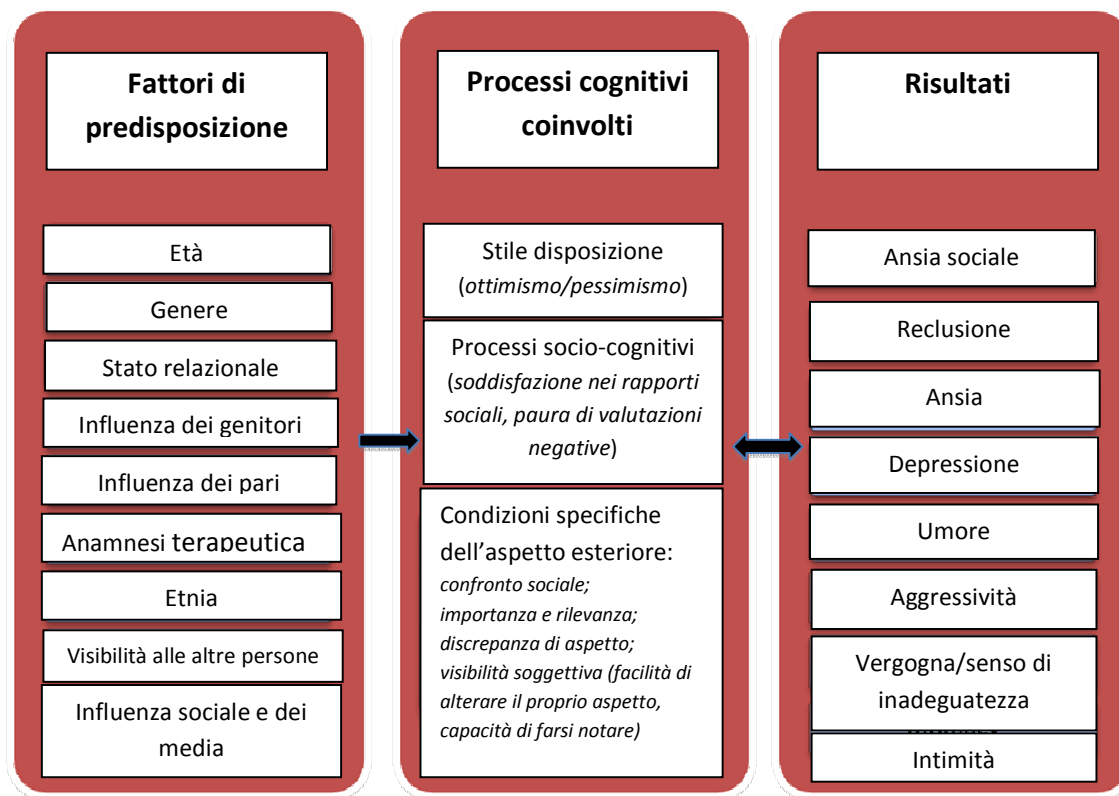 Fattori di
predisposizione
Età
Genere
Stato relazionale
Influenza dei genitori
Influenza dei pari
Anamnesi terapeutica
Etnia
Visibilità alle altre persone
Influenza sociale e dei
media
Processi cognitivi
coinvolti
Stile disposizione
(ottimismo/pessimismo)
Processi socio-cognitivi
(soddisfazione nei rapporti
sociali, paura di valutazioni
negative)
Condizioni specifiche
dell’aspetto esteriore:
confronto sociale;
importanza e rilevanza;
discrepanza di aspetto;
visibilità soggettiva (facilità di
alterare il proprio aspetto,
capacità di farsi notare)
Risultati
Ansia sociale
Reclusione
Ansia
Depressione
Umore
Aggressività
Vergogna/senso di
inadeguatezza
Intimità